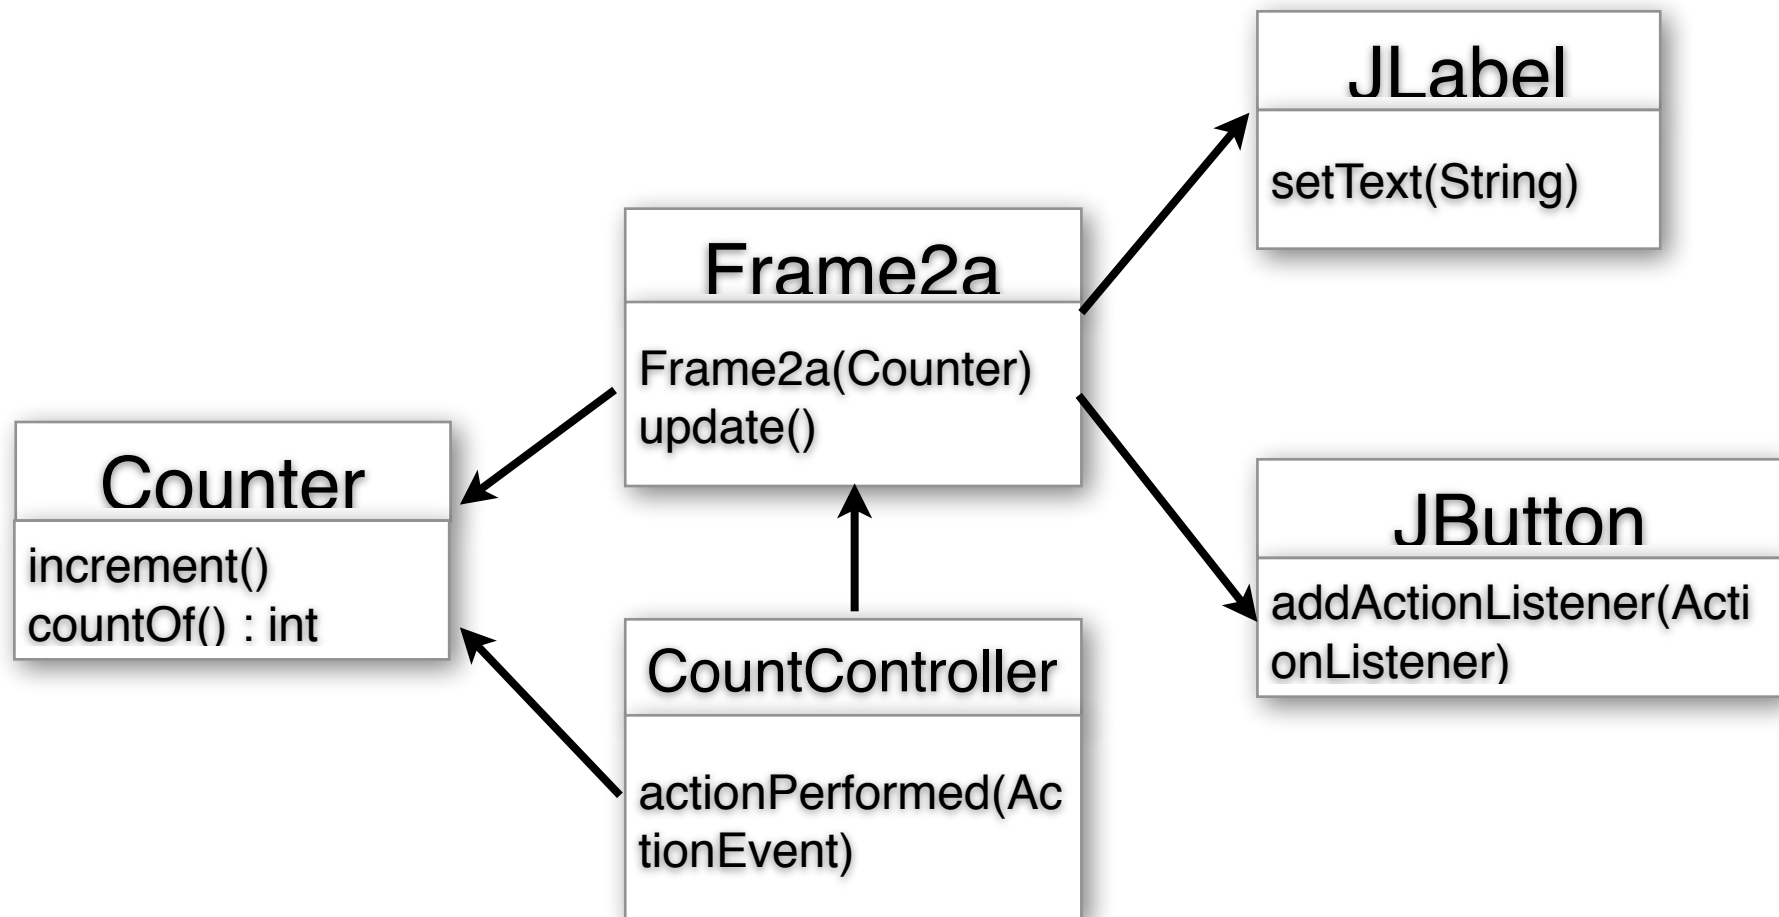 JLabel
setText(String)
Frame2a
Frame2a(Counter)
update()
Counter
increment()
countOf() : int
JButton
addActionListener(Acti
onListener)
CountController
actionPerformed(Ac
tionEvent)